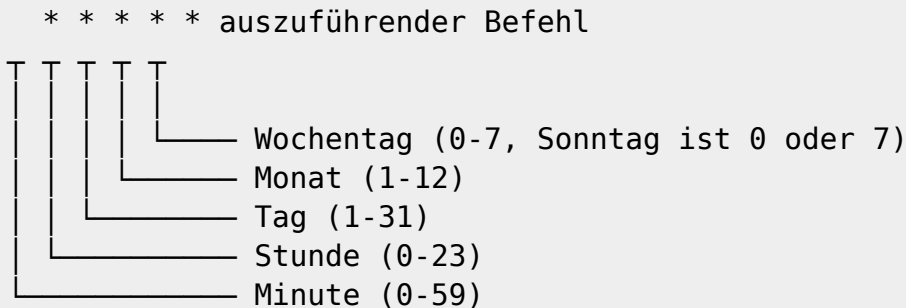 * * * * * auszuführender Befehl
Wochentag (0-7, Sonntag ist 0 oder 7)
Monat (1-12)
Tag (1-31)
Stunde (0-23)
Minute (0-59)